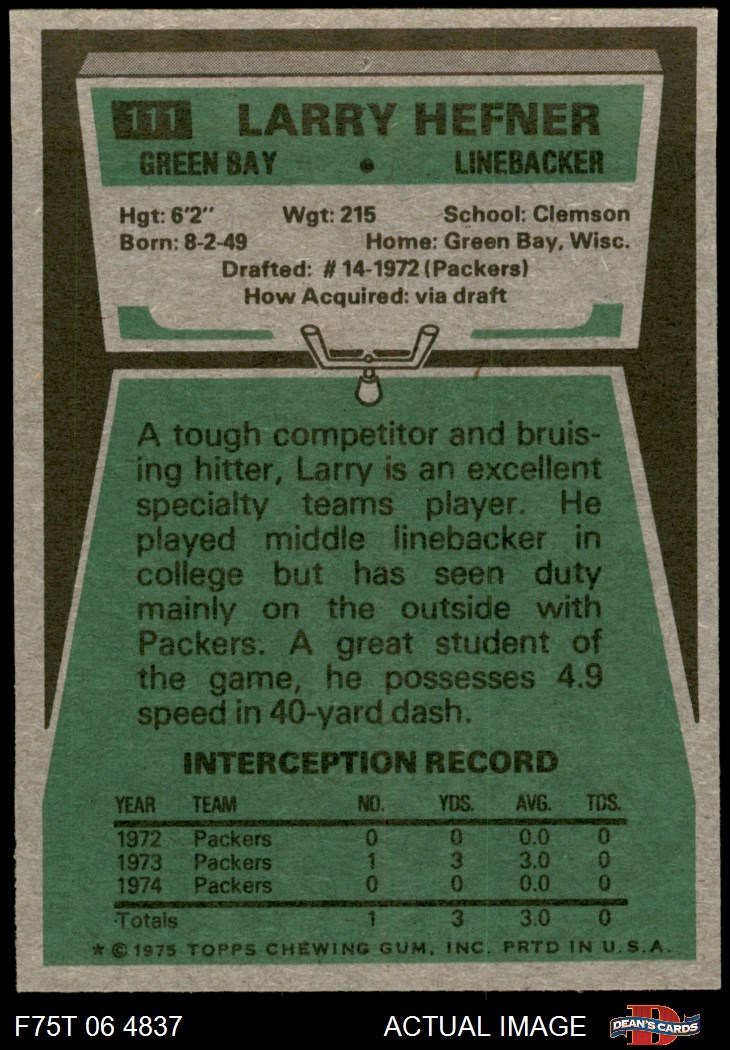 111 LARRY HEFNER
GREEN BAY • LINEBACKER
Hgt: 6'2" Wgt: 215 School: Clemson
Born: 8-2-49 Home: Green Bay, Wisc.
Drafted: # 14-1972 (Packers)
How Acquired: via draft
A tough competitor and bruis-
ing hitter, Larry is an excellent
specialty teams player. He
played middle linebacker in
college but has seen duty
mainly on the outside with
Packers. A great student of
the game, he possesses 4.9
speed in 40-yard dash.
INTERCEPTION RECORD
YEAR TEAM NO. YDS. AVG. TDS.
1972 Packers 0 0 0.0 0
1973 Packers 1 3 3.0 0
1974 Packers 0 0 0.0 0
Totals 1 3 3.0 0
* © 1975 TOPPS CHEWING GUM, INC. PRTD IN U.S.A.
F75T 06 4837 ACTUAL IMAGE D DEAN'S CARDS